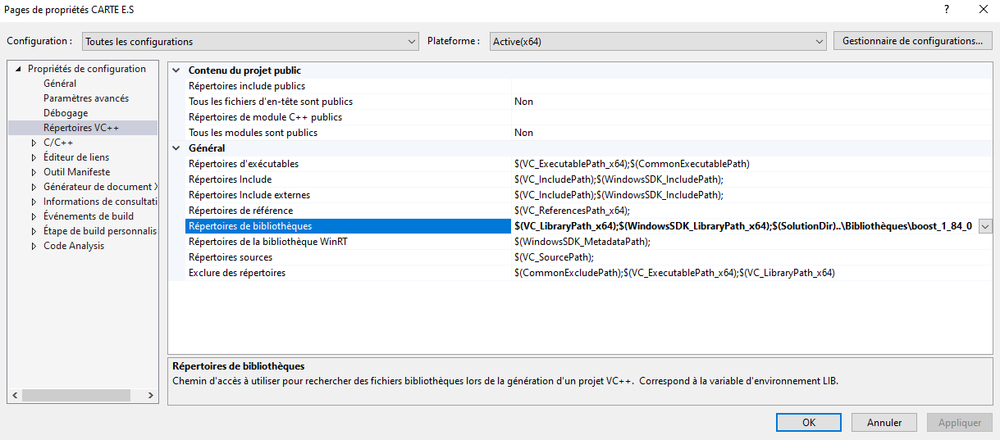 Pages de propriétés CARTE E.S
Configuration : Toutes les configurations Plateforme : Active(x64) Gestionnaire de configurations...
Propriétés de configuration
Général
Paramètres avancés
Débogage
Répertoires VC++
C/C++
Éditeur de liens
Outil Manifeste
Générateur de document X
Informations de consultati
Événements de build
Étape de build personnalis
Code Analysis
Contenu du projet public
Répertoires include publics
Tous les fichiers d'en-tête sont publics Non
Répertoires de module C++ publics
Tous les modules sont publics Non
Général
Répertoires d'exécutables $(VC_ExecutablePath_x64);$(CommonExecutablePath)
Répertoires Include $(VC_IncludePath);$(WindowsSDK_IncludePath);
Répertoires Include externes $(VC_IncludePath);$(WindowsSDK_IncludePath);
Répertoires de référence $(VC_ReferencesPath_x64);
Répertoires de bibliothèques $(VC_LibraryPath_x64);$(WindowsSDK_LibraryPath_x64);$(SolutionDir)..\Bibliothèques\boost_1_84_0
Répertoires de la bibliothèque WinRT $(WindowsSDK_MetadataPath);
Répertoires sources $(VC_SourcePath);
Exclure des répertoires $(CommonExcludePath);$(VC_ExecutablePath_x64);$(VC_LibraryPath_x64)
Répertoires de bibliothèques
Chemin d'accès à utiliser pour rechercher des fichiers bibliothèques lors de la génération d'un projet VC++. Correspond à la variable d'environnement LIB.
OK Annuler Appliquer